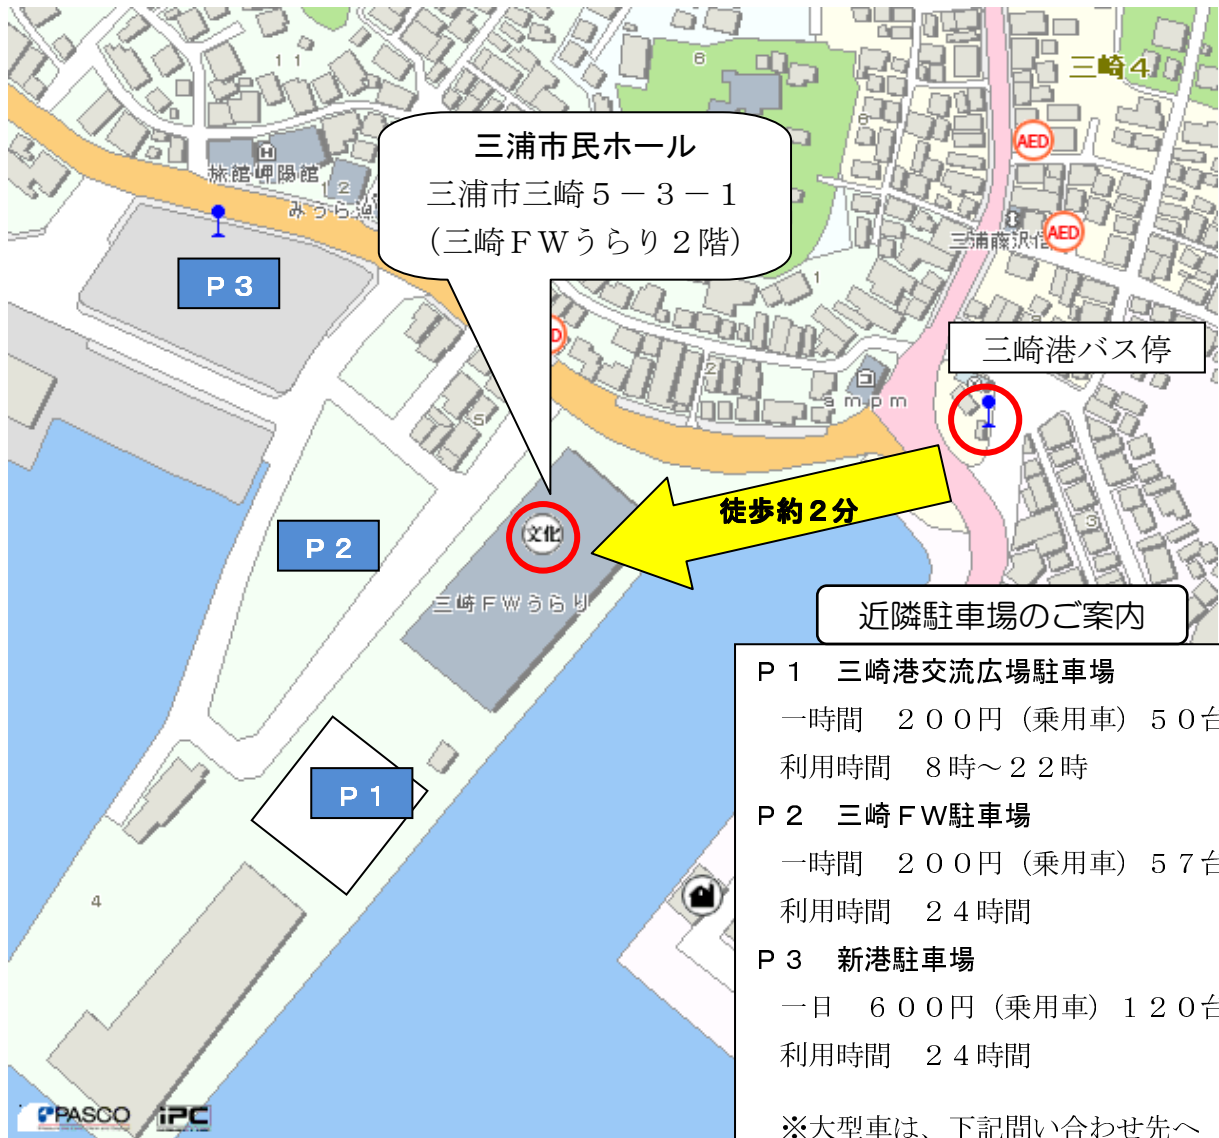 11
6
三崎4
三浦市民ホール
AED
三浦市三崎５－３－１
旅館岬陽館
12
みうら漁
(三崎ＦＷうらり２階)
三浦藤沢信
AED
1
Ｐ３
三崎港バス停
2
ａｍｐｍ
5
徒歩約２分
文化
3
Ｐ２
三崎ＦＷうらり
近隣駐車場のご案内
Ｐ１　三崎港交流広場駐車場
一時間　２００円（乗用車）５０台
利用時間　８時～２２時
Ｐ１
Ｐ２　三崎ＦＷ駐車場
一時間　２００円（乗用車）５７台
利用時間　２４時間
4
Ｐ３　新港駐車場
一日　６００円（乗用車）１２０台
利用時間　２４時間
※大型車は、下記問い合わせ先へ
PASCO
iPC